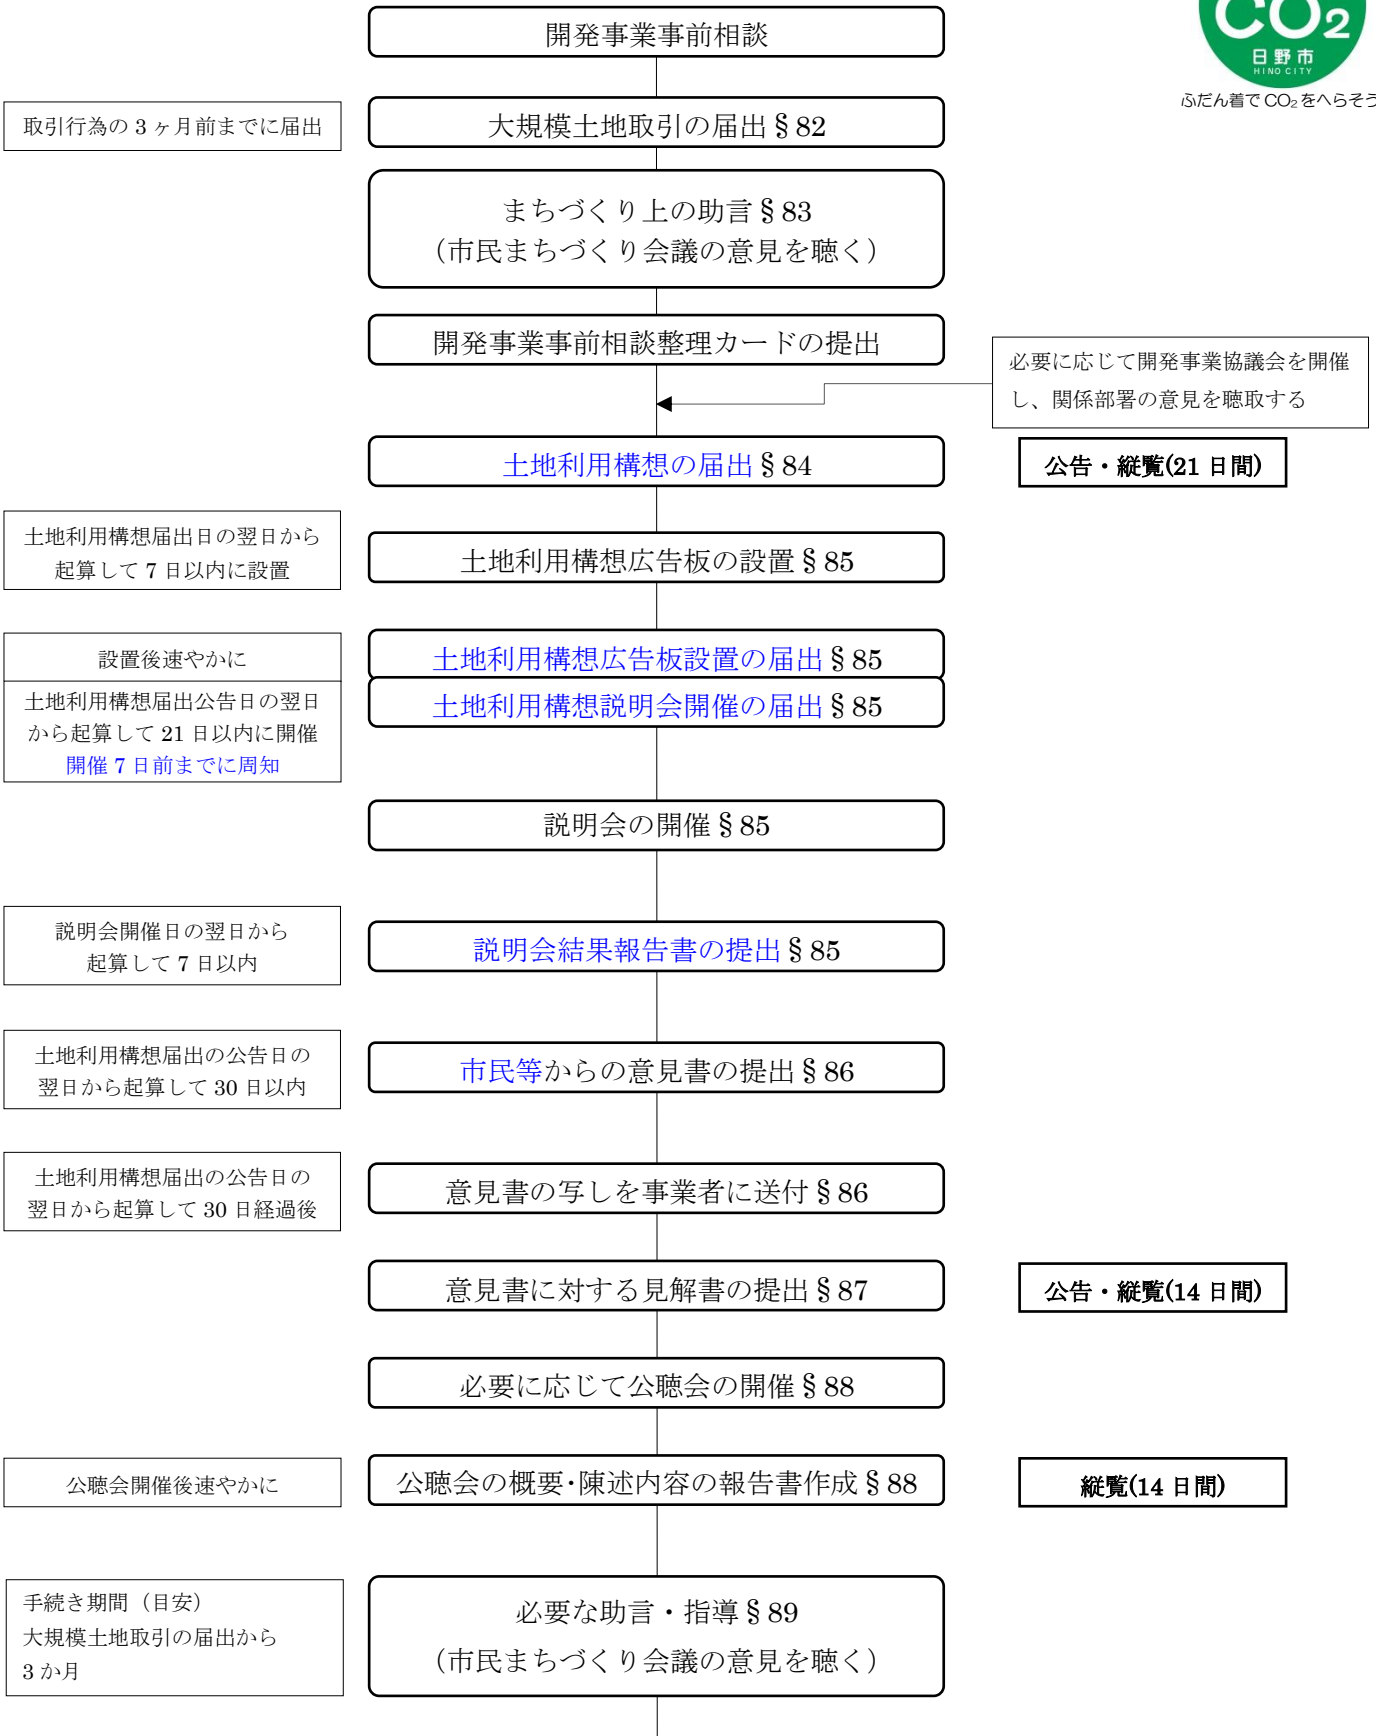 CO2
日野市
HINO CITY
ふだん着でCO₂をへらそう
開発事業事前相談
取引行為の 3 ヶ月前までに届出
大規模土地取引の届出§82
まちづくり上の助言§83
（市民まちづくり会議の意見を聴く）
開発事業事前相談整理カードの提出
必要に応じて開発事業協議会を開催
し、関係部署の意見を聴取する
土地利用構想の届出§84
公告・縦覧(21 日間)
土地利用構想届出日の翌日から
起算して 7 日以内に設置
土地利用構想広告板の設置§85
設置後速やかに
土地利用構想広告板設置の届出§85
土地利用構想届出公告日の翌日
から起算して 21 日以内に開催
開催 7 日前までに周知
土地利用構想説明会開催の届出§85
説明会の開催§85
説明会開催日の翌日から
起算して 7 日以内
説明会結果報告書の提出§85
土地利用構想届出の公告日の
翌日から起算して 30 日以内
市民等からの意見書の提出§86
土地利用構想届出の公告日の
翌日から起算して 30 日経過後
意見書の写しを事業者に送付§86
意見書に対する見解書の提出§87
公告・縦覧(14 日間)
必要に応じて公聴会の開催§88
公聴会開催後速やかに
公聴会の概要・陳述内容の報告書作成§88
縦覧(14 日間)
手続き期間（目安）
大規模土地取引の届出から
3 か月
必要な助言・指導§89
（市民まちづくり会議の意見を聴く）